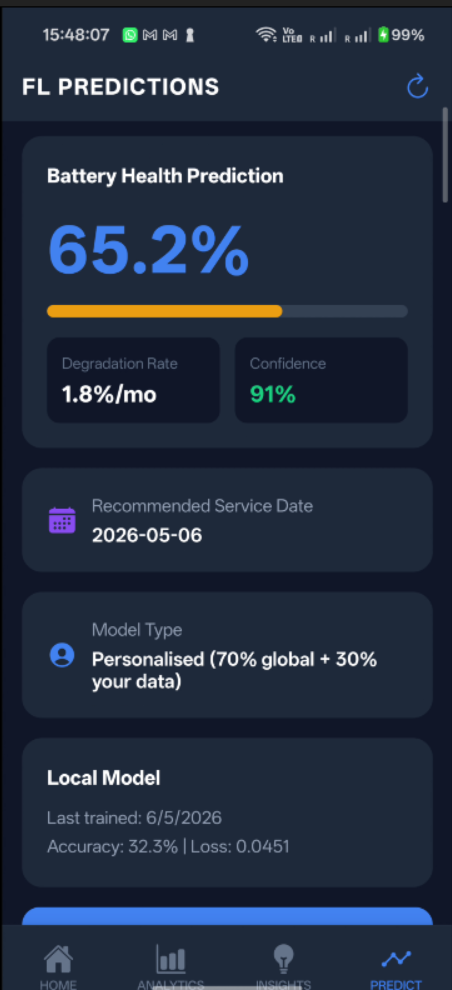 15:48:07
Vo
LTE R R 99%
FL PREDICTIONS
Battery Health Prediction
65.2%
Degradation Rate
1.8%/mo
Confidence
91%
Recommended Service Date
2026-05-06
Model Type
Personalised (70% global + 30%
your data)
Local Model
Last trained: 6/5/2026
Accuracy: 32.3% | Loss: 0.0451
HOME ANALYTICS INSIGHTS PREDICT